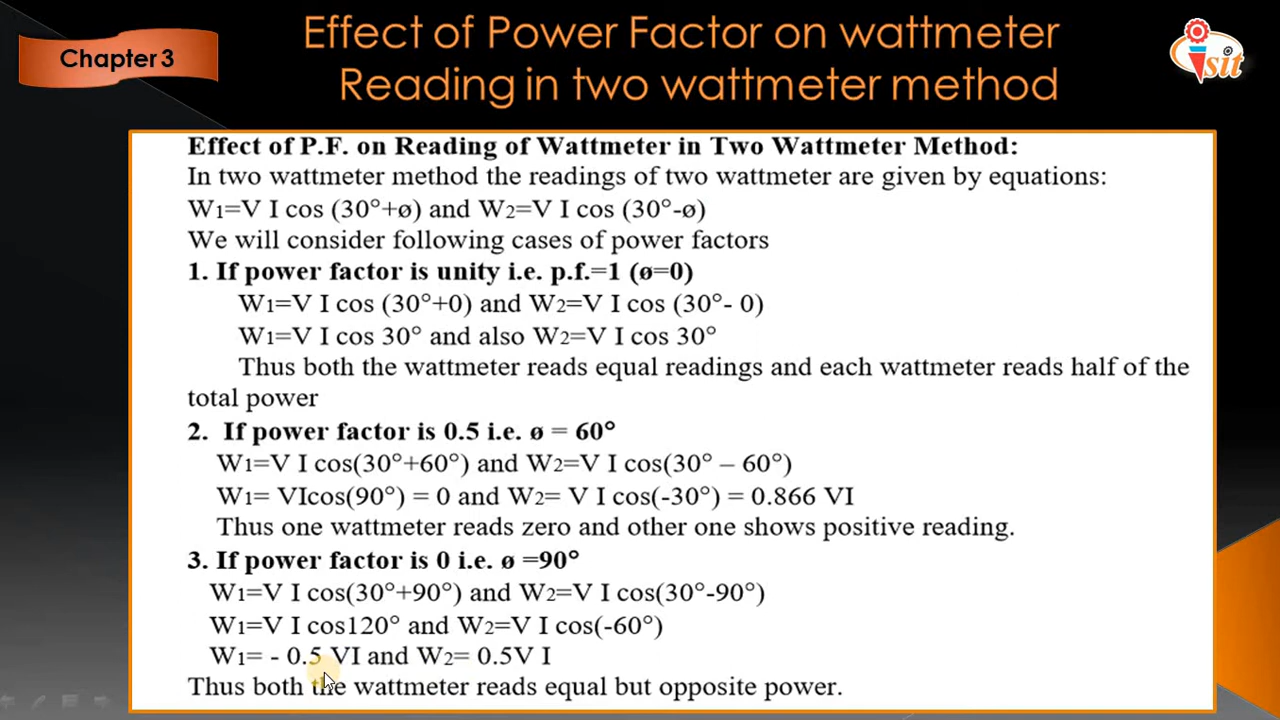 Chapter 3
Effect of Power Factor on wattmeter
Reading in two wattmeter method
sit
Effect of P.F. on Reading of Wattmeter in Two Wattmeter Method:
In two wattmeter method the readings of two wattmeter are given by equations:
W1=V I cos (30°+ø) and W2=V I cos (30°-ø)
We will consider following cases of power factors
1. If power factor is unity i.e. p.f.=1 (ø=0)
W1=V I cos (30°+0) and W2=V I cos (30°- 0)
W1=V I cos 30° and also W2=V I cos 30°
Thus both the wattmeter reads equal readings and each wattmeter reads half of the
total power
2. If power factor is 0.5 i.e. ø = 60°
W1=V I cos(30°+60°) and W2=V I cos(30° – 60°)
W1= VIcos(90°) = 0 and W2= V I cos(-30°) = 0.866 VI
Thus one wattmeter reads zero and other one shows positive reading.
3. If power factor is 0 i.e. ø =90°
W1=V I cos(30°+90°) and W2=V I cos(30°-90°)
W1=V I cos120° and W2=V I cos(-60°)
W1= - 0.5 VI and W2= 0.5V I
Thus both the wattmeter reads equal but opposite power.